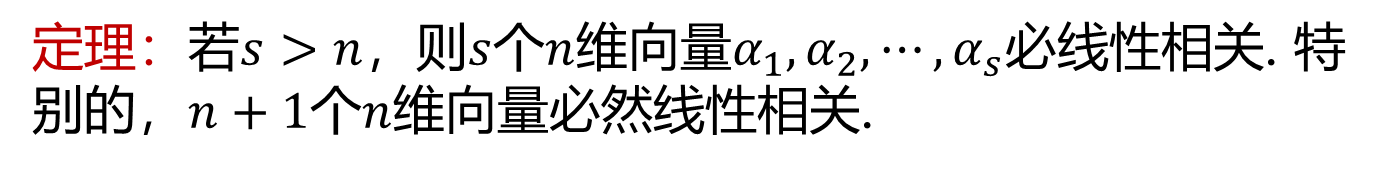 定理：若𝑠 > 𝑛，则𝑠个𝑛维向量𝛼₁, 𝛼₂, ⋯ , 𝛼ₛ必线性相关. 特
别的，𝑛 + 1个𝑛维向量必然线性相关.